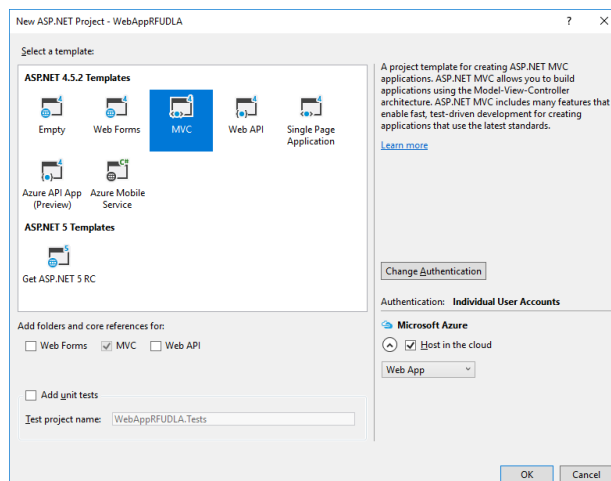 New ASP.NET Project - WebAppRFUDLA
?
X
Select a template:
ASP.NET 4.5.2 Templates
Empty
Web Forms
MVC
Web API
Single Page
Application
Azure API App
(Preview)
Azure Mobile
Service
ASP.NET 5 Templates
Get ASP.NET 5 RC
A project template for creating ASP.NET MVC
applications. ASP.NET MVC allows you to build
applications using the Model-View-Controller
architecture. ASP.NET MVC includes many features that
enable fast, test-driven development for creating
applications that use the latest standards.
Learn more
Change Authentication
Authentication: Individual User Accounts
Microsoft Azure
Host in the cloud
Web App
Add folders and core references for:
Web Forms
MVC
Web API
Add unit tests
Test project name: WebAppRFUDLA.Tests
OK
Cancel